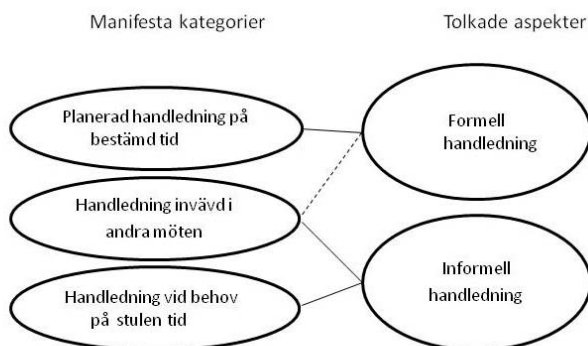 Manifesta kategorier
Tolkade aspekter
Planerad handledning på
bestämd tid
Formell
handledning
Handledning invävd i
andra möten
Informell
handledning
Handledning vid behov
på stulen tid